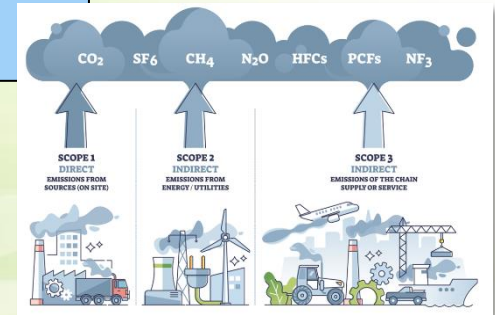 CO2 SF6 CH4 N2O HFCs PCFs NF3
SCOPE 1
DIRECT
EMISSIONS FROM
SOURCES (ON SITE)
SCOPE 2
INDIRECT
EMISSIONS FROM
ENERGY / UTILITIES
SCOPE 3
INDIRECT
EMISSIONS OF THE CHAIN
SUPPLY OR SERVICE